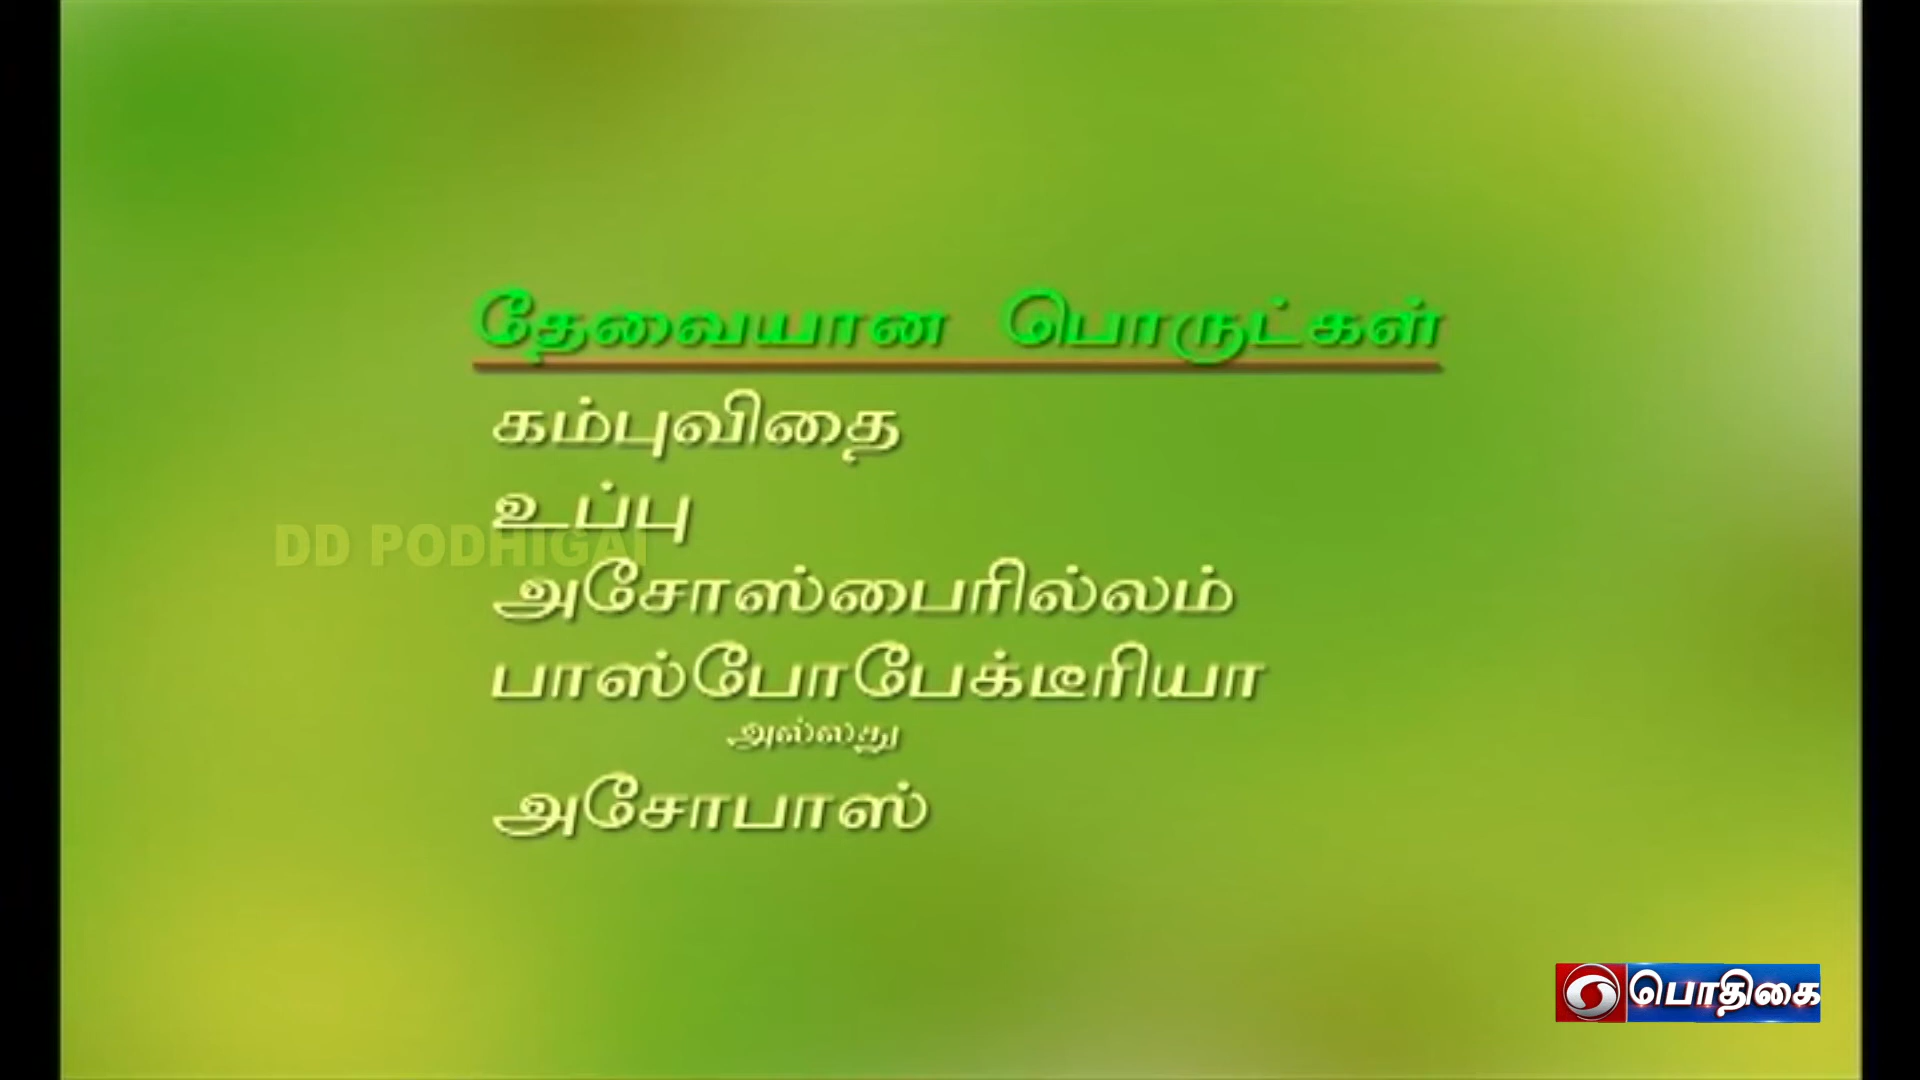 தேவையான பொருட்கள்
கம்புவிதை
உப்பு
DD PODHIGAI
அசோஸ்பைரில்லம்
பாஸ்போபேக்டீரியா
அல்லது
அசோபாஸ்
பொதிகை